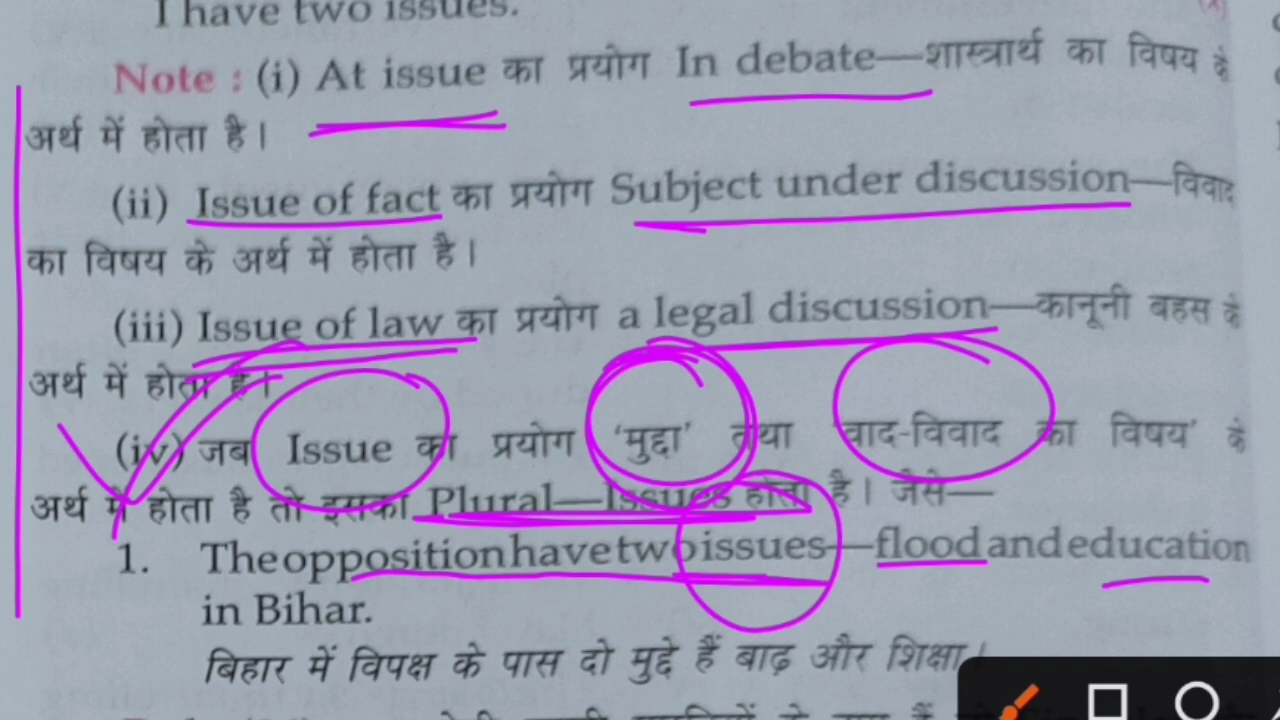 I have two issues.
Note : (i) At issue का प्रयोग In debate—शास्त्रार्थ का विषय के
अर्थ में होता है।
(ii) Issue of fact का प्रयोग Subject under discussion—विवाद
का विषय के अर्थ में होता है।
(iii) Issue of law का प्रयोग a legal discussion—कानूनी बहस के
अर्थ में होता है।
(iv) जब Issue का प्रयोग 'मुद्दा' तथा 'वाद-विवाद का विषय' के
अर्थ में होता है तो इसका Plural—Issues होता है। जैसे—
1. The opposition have two issues—flood and education
in Bihar.
बिहार में विपक्ष के पास दो मुद्दे हैं बाढ़ और शिक्षा।